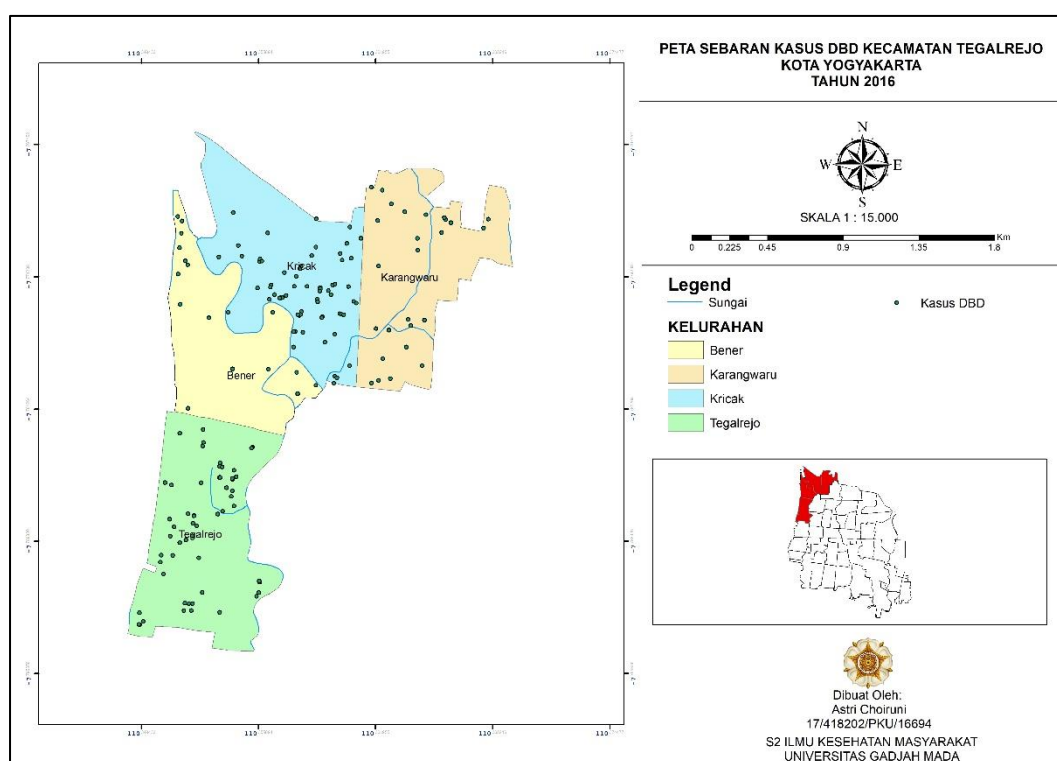 PETA SEBARAN KASUS DBD KECAMATAN TEGALREJO
KOTA YOGYAKARTA
TAHUN 2016
N
W
E
S
SKALA 1 : 15.000
Km
0 0.225 0.45 0.9 1.35 1.8
Legend
Sungai
Kasus DBD
KELURAHAN
Bener
Karangwaru
Kricak
Tegalrejo
Kricak
Karangwaru
Bener
Tegalrejo
Dibuat Oleh:
Astri Choiruni
17/418202/PKU/16694
S2 ILMU KESEHATAN MASYARAKAT
UNIVERSITAS GADJAH MADA